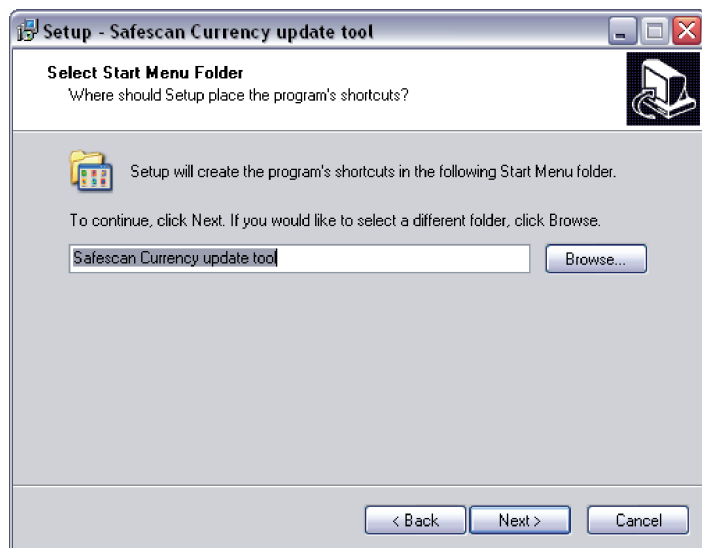 Setup - Safescan Currency update tool
Select Start Menu Folder
Where should Setup place the program's shortcuts?
Setup will create the program's shortcuts in the following Start Menu folder.
To continue, click Next. If you would like to select a different folder, click Browse.
Safescan Currency update tool
Browse...
< Back
Next >
Cancel